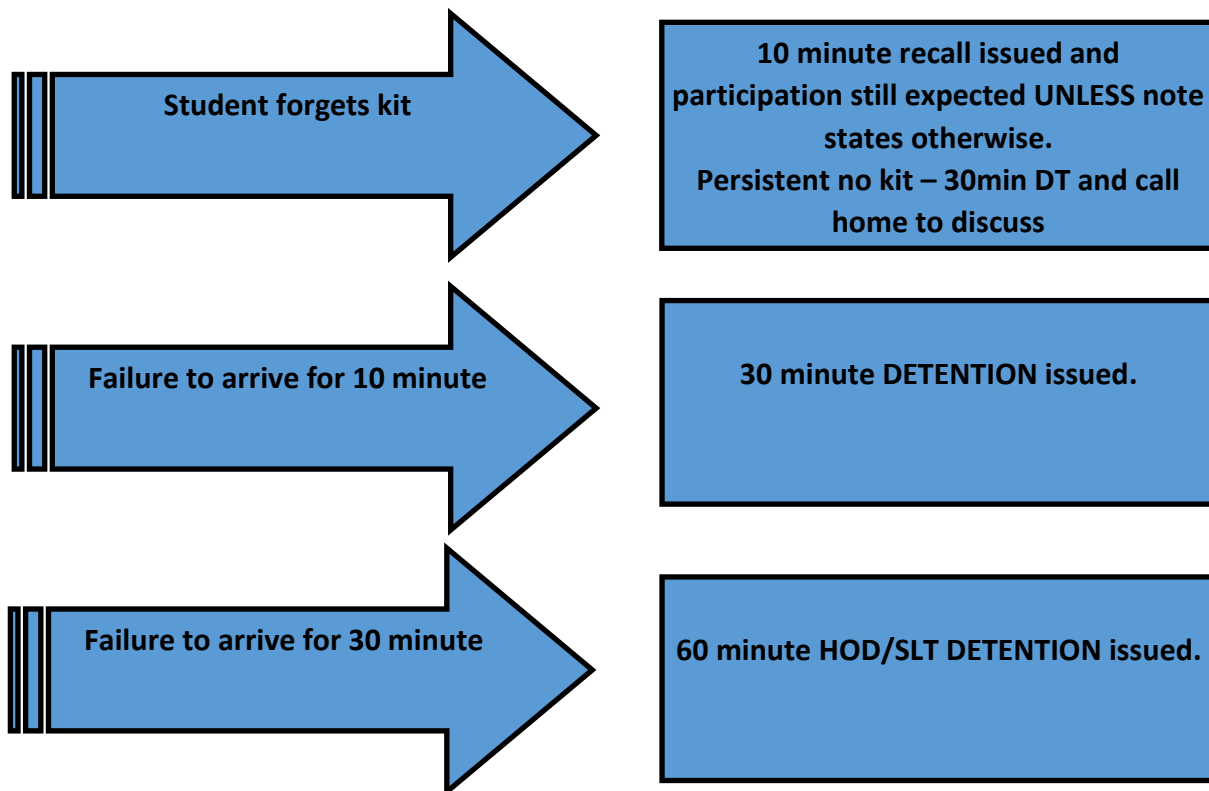 Student forgets kit
10 minute recall issued and
participation still expected UNLESS note
states otherwise.
Persistent no kit – 30min DT and call
home to discuss
Failure to arrive for 10 minute
30 minute DETENTION issued.
Failure to arrive for 30 minute
60 minute HOD/SLT DETENTION issued.